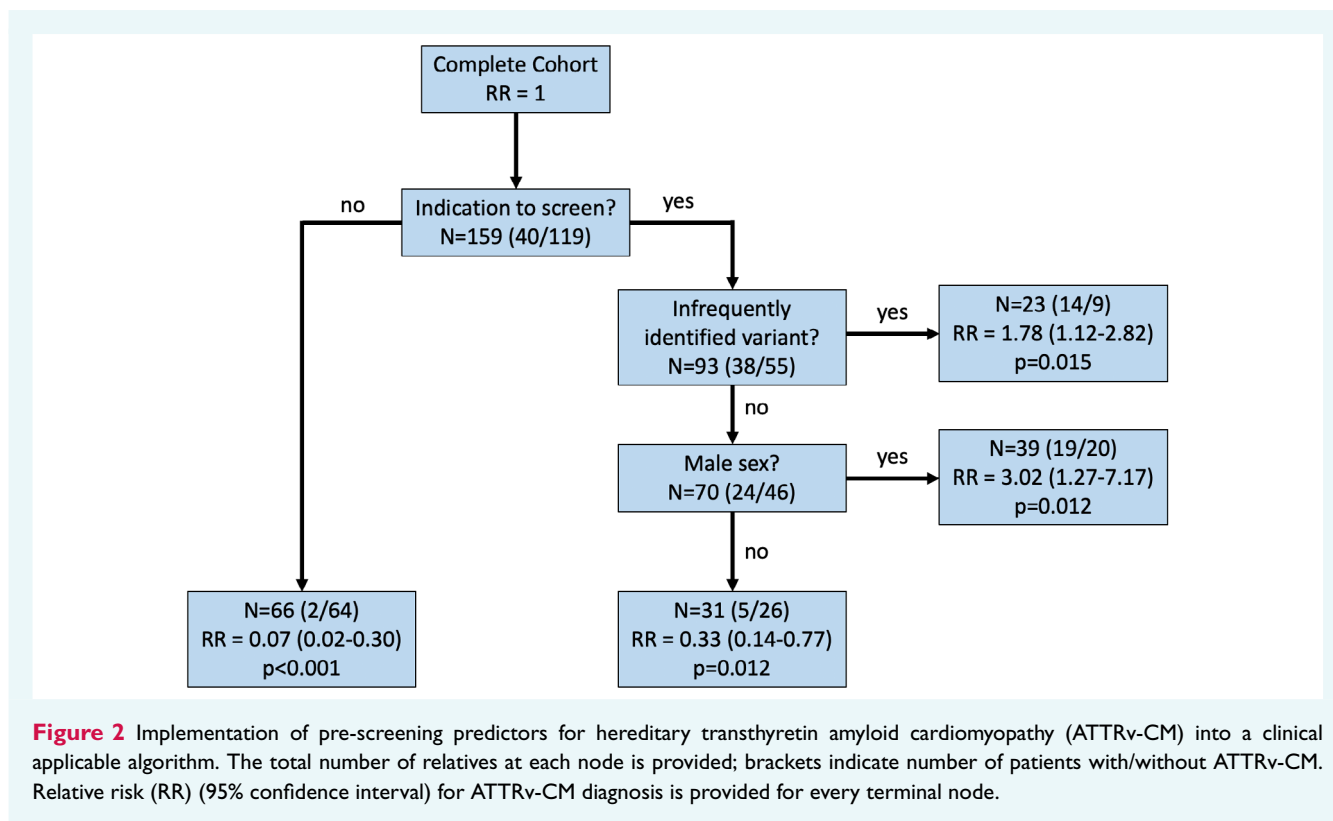 Complete Cohort
RR = 1
no
Indication to screen?
N=159 (40/119)
yes
Infrequently
identified variant?
N=93 (38/55)
yes
N=23 (14/9)
RR = 1.78 (1.12-2.82)
p=0.015
no
Male sex?
N=70 (24/46)
yes
N=39 (19/20)
RR = 3.02 (1.27-7.17)
p=0.012
no
N=66 (2/64)
RR = 0.07 (0.02-0.30)
p<0.001
N=31 (5/26)
RR = 0.33 (0.14-0.77)
p=0.012
Figure 2 Implementation of pre-screening predictors for hereditary transthyretin amyloid cardiomyopathy (ATTRv-CM) into a clinical
applicable algorithm. The total number of relatives at each node is provided; brackets indicate number of patients with/without ATTRv-CM.
Relative risk (RR) (95% confidence interval) for ATTRv-CM diagnosis is provided for every terminal node.